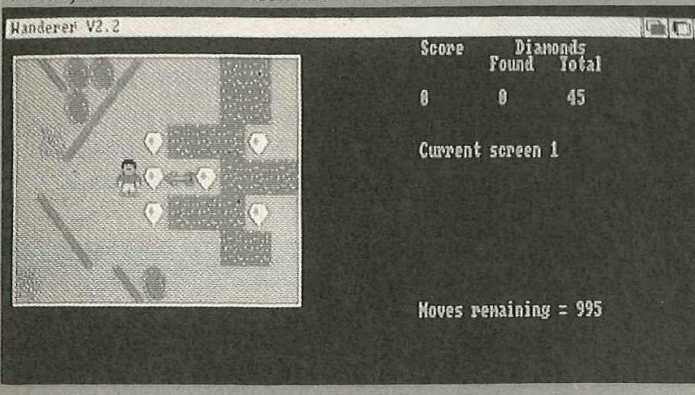 Wanderer V2.2
Score Diamonds
Found Total
0 0 45
Current screen 1
Moves remaining = 995